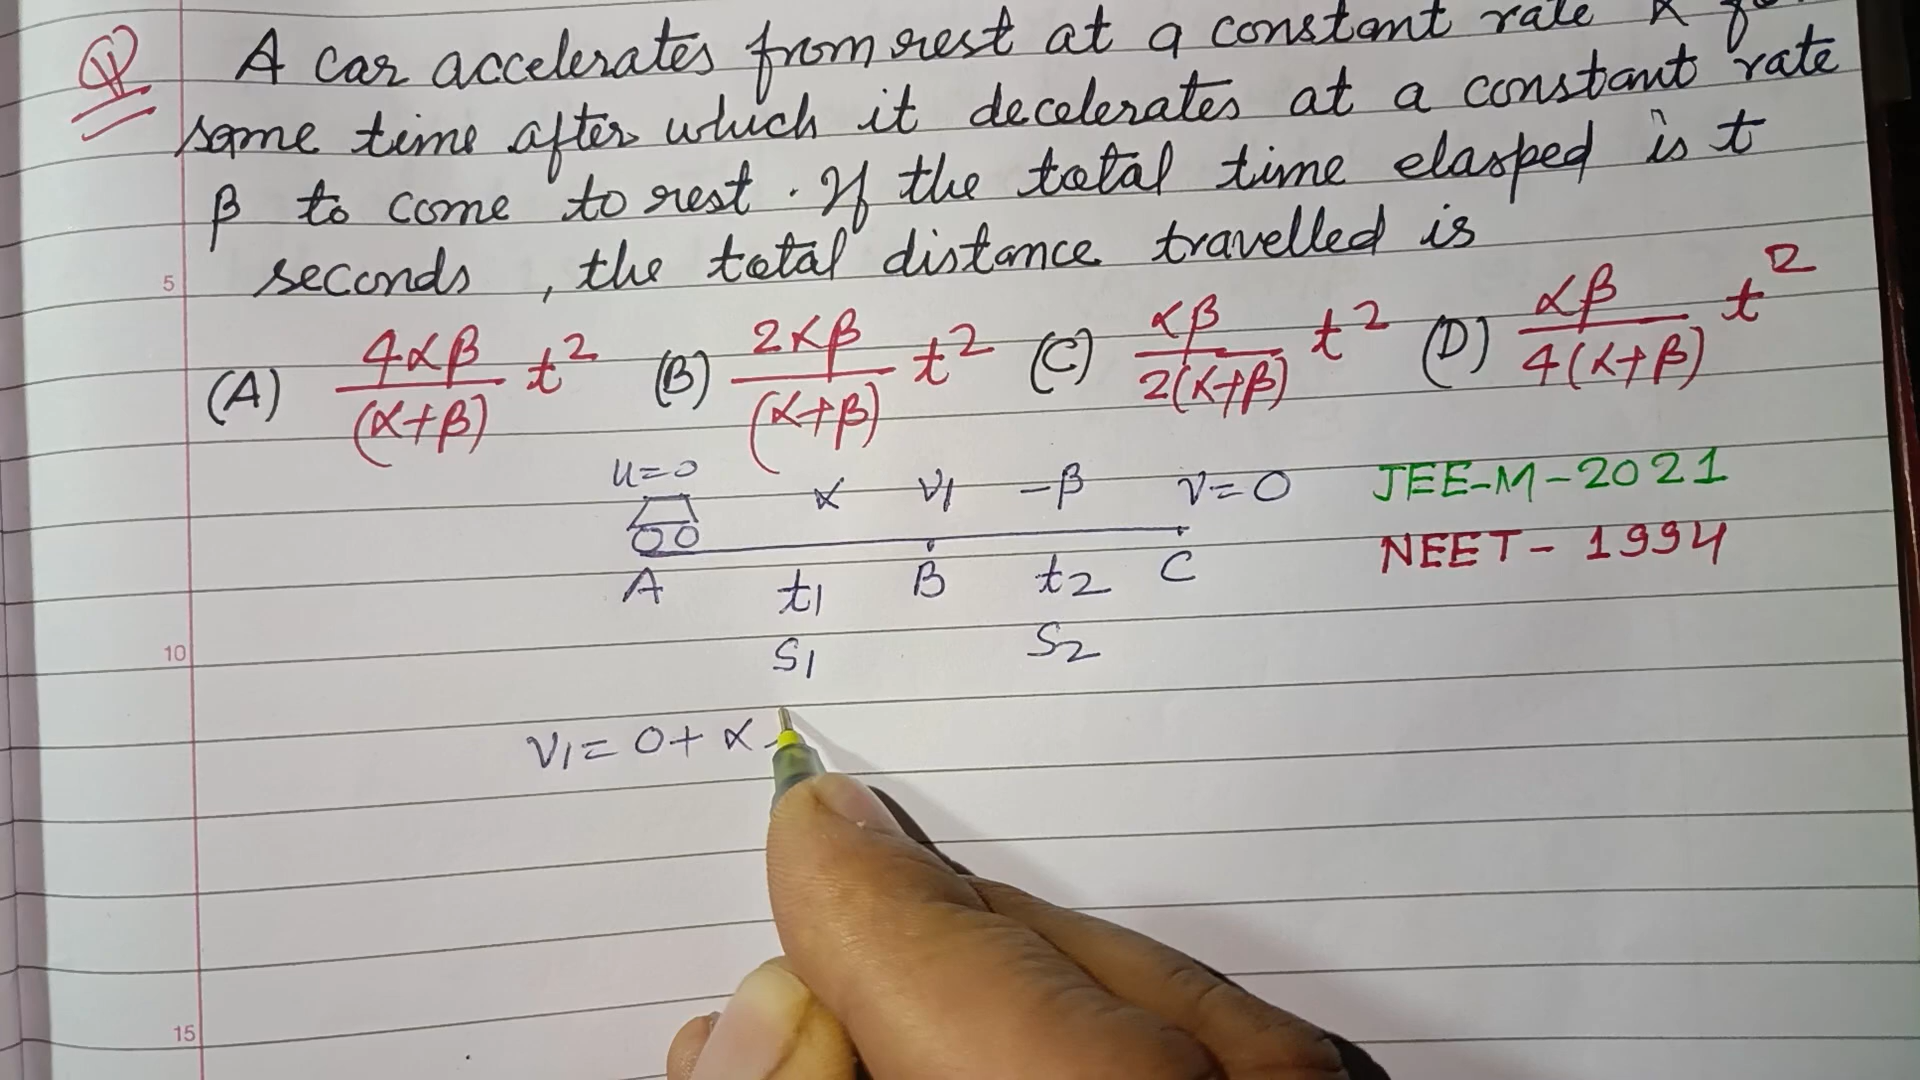 Q A car accelerates from rest at a constant rate α for
some time after which it decelerates at a constant rate
β to come to rest. If the total time elasped is t
seconds, the total distance travelled is
5
(A) 4αβ/(α+β) t² (B) 2αβ/(α+β) t² (C) αβ/2(α+β) t² (D) αβ/4(α+β) t²
u=0 α v1 -β v=0 JEE-M-2021
NEET-1994
A t1 B t2 C
10
S1 S2
v1=0+α
15